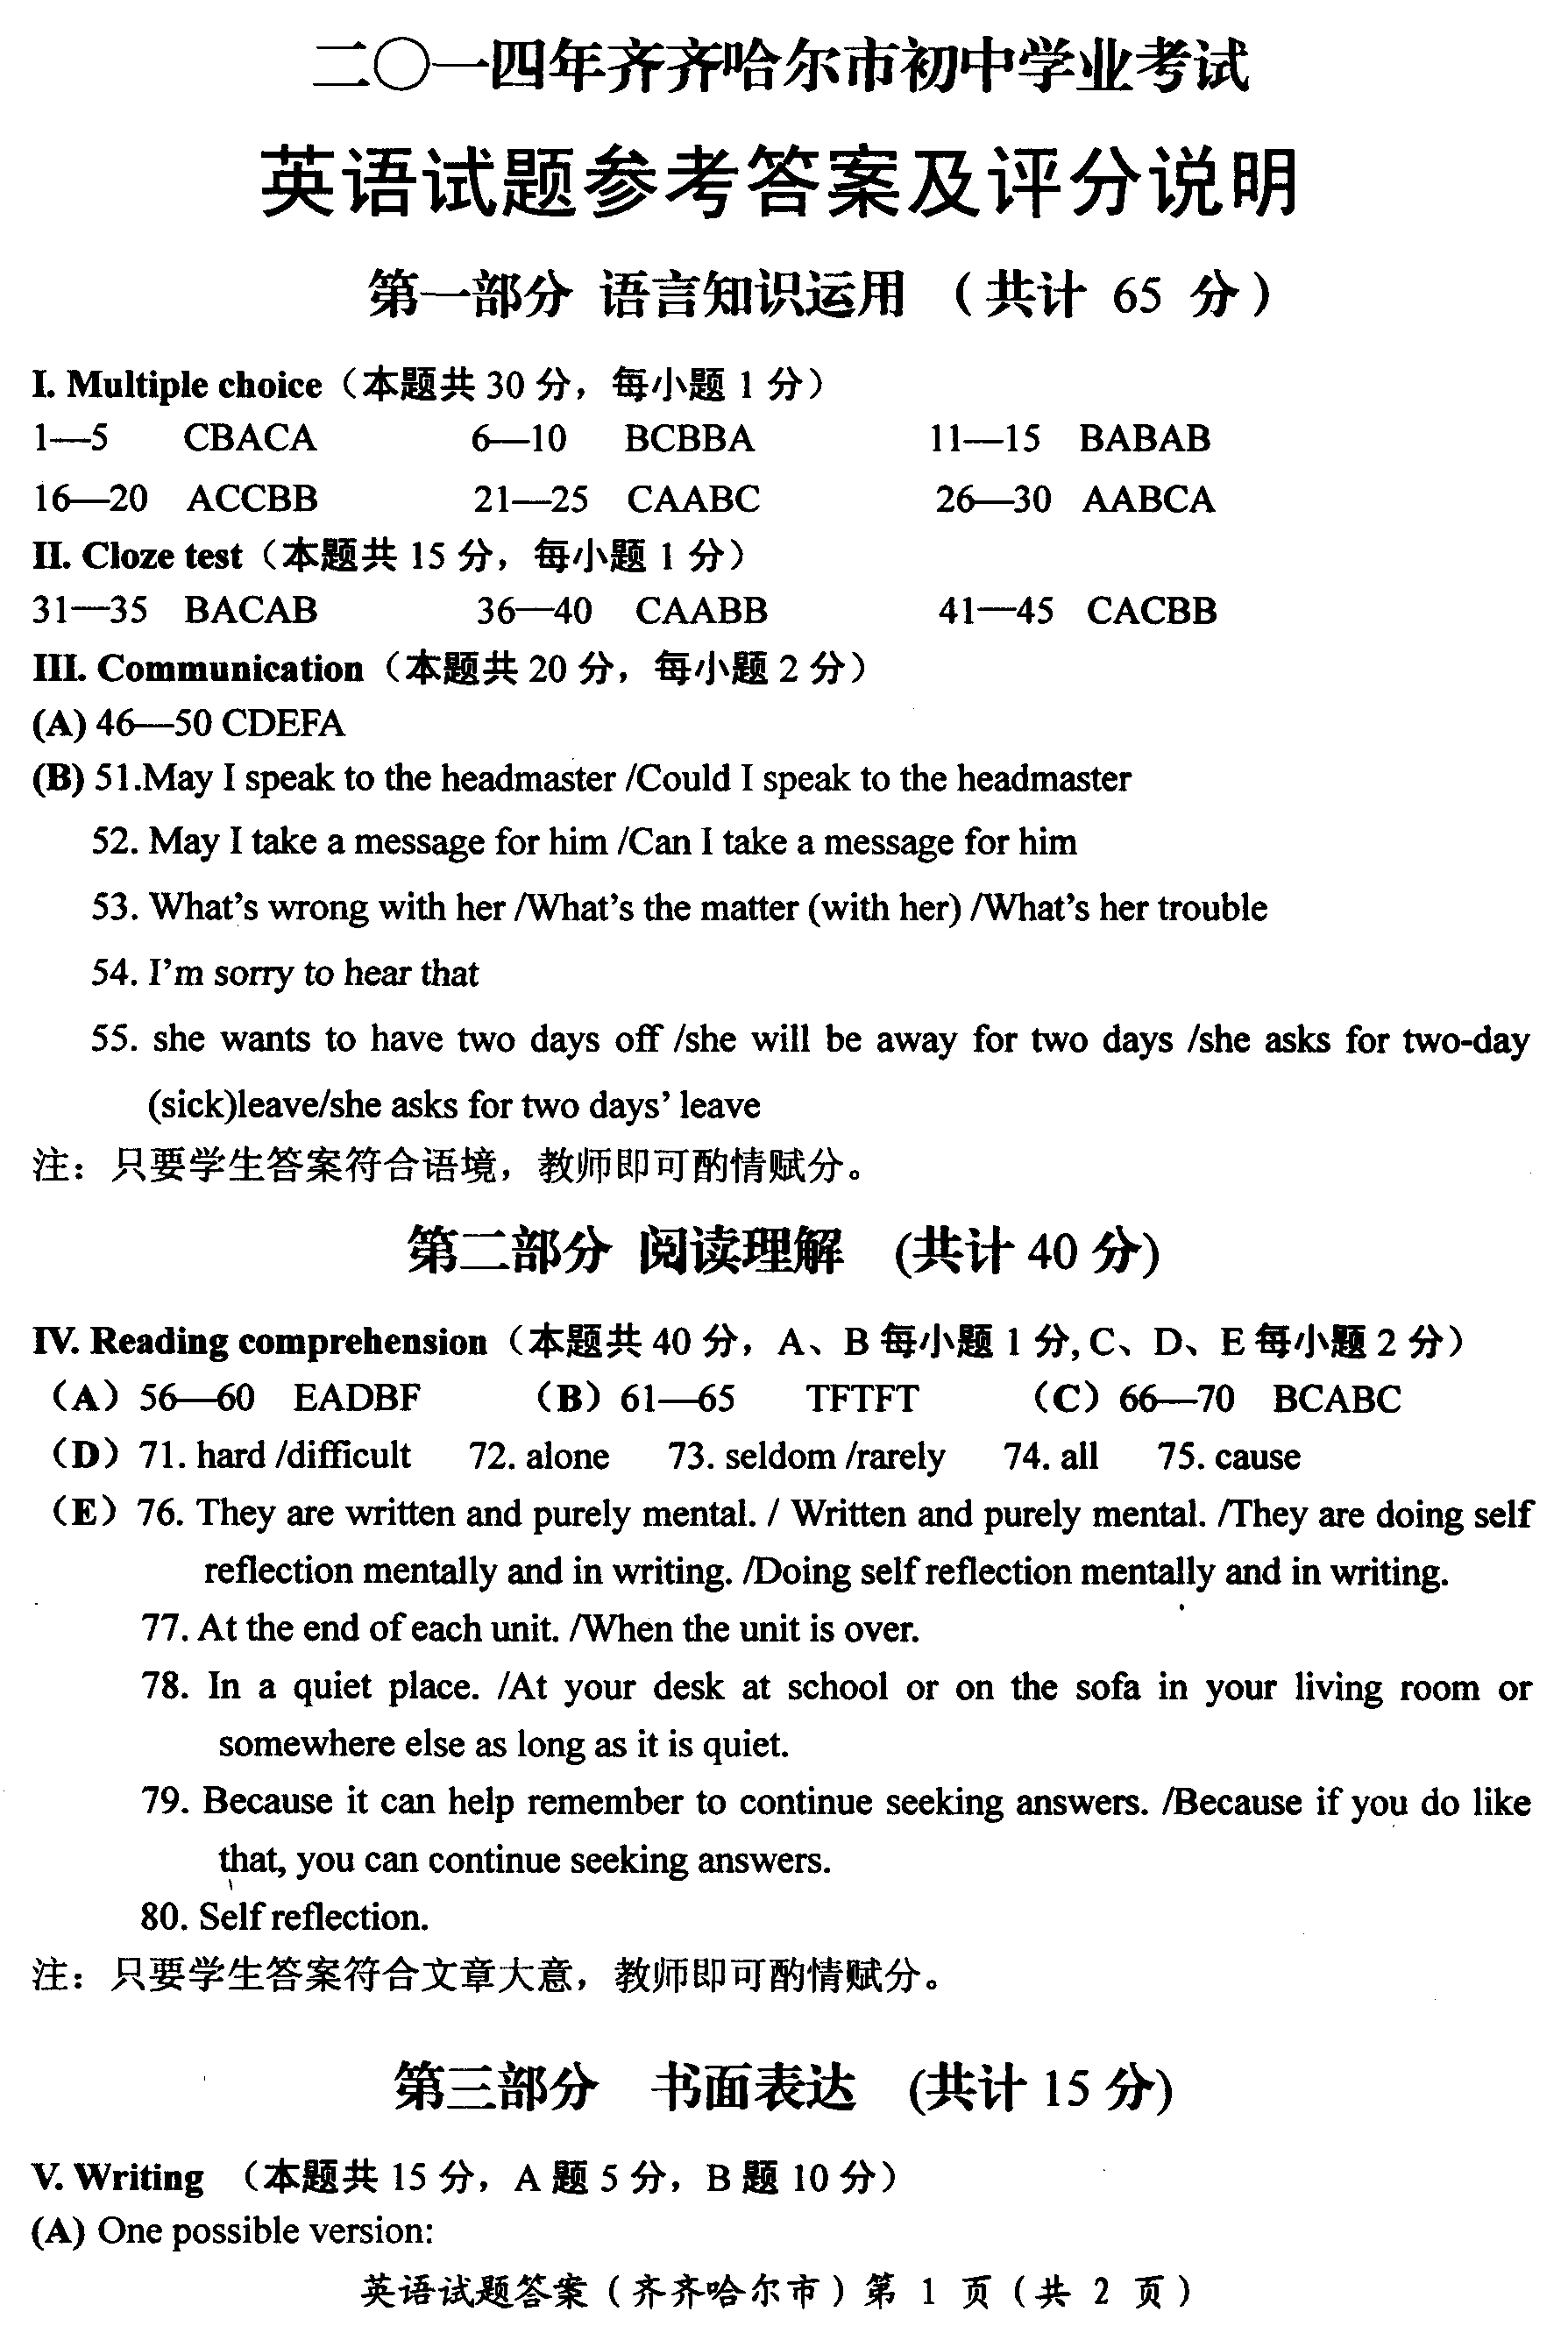 二〇一四年齐齐哈尔市初中学业考试
英语试题参考答案及评分说明
第一部分 语言知识运用 （共计 65 分）
I. Multiple choice（本题共 30 分，每小题 1 分）
1—5 CBACA 6—10 BCBBA 11—15 BABAB
16—20 ACCBB 21—25 CAABC 26—30 AABCA
II. Cloze test（本题共 15 分，每小题 1 分）
31—35 BACAB 36—40 CAABB 41—45 CACBB
III. Communication（本题共 20 分，每小题 2 分）
(A) 46—50 CDEFA
(B) 51.May I speak to the headmaster /Could I speak to the headmaster
52. May I take a message for him /Can I take a message for him
53. What's wrong with her /What's the matter (with her) /What's her trouble
54. I'm sorry to hear that
55. she wants to have two days off /she will be away for two days /she asks for two-day
(sick)leave/she asks for two days' leave
注：只要学生答案符合语境，教师即可酌情赋分。
第二部分 阅读理解 (共计 40 分)
IV. Reading comprehension（本题共 40 分，A、B 每小题 1 分, C、D、E 每小题 2 分）
（A）56—60 EADBF （B）61—65 TFTFT （C）66—70 BCABC
（D）71. hard /difficult 72. alone 73. seldom /rarely 74. all 75. cause
（E）76. They are written and purely mental. / Written and purely mental. /They are doing self
reflection mentally and in writing. /Doing self reflection mentally and in writing.
77. At the end of each unit. /When the unit is over.
78. In a quiet place. /At your desk at school or on the sofa in your living room or
somewhere else as long as it is quiet.
79. Because it can help remember to continue seeking answers. /Because if you do like
that, you can continue seeking answers.
80. Self reflection.
注：只要学生答案符合文章大意，教师即可酌情赋分。
第三部分 书面表达 (共计 15 分)
V. Writing （本题共 15 分，A 题 5 分，B 题 10 分）
(A) One possible version:
英语试题答案（齐齐哈尔市）第 1 页（共 2 页）